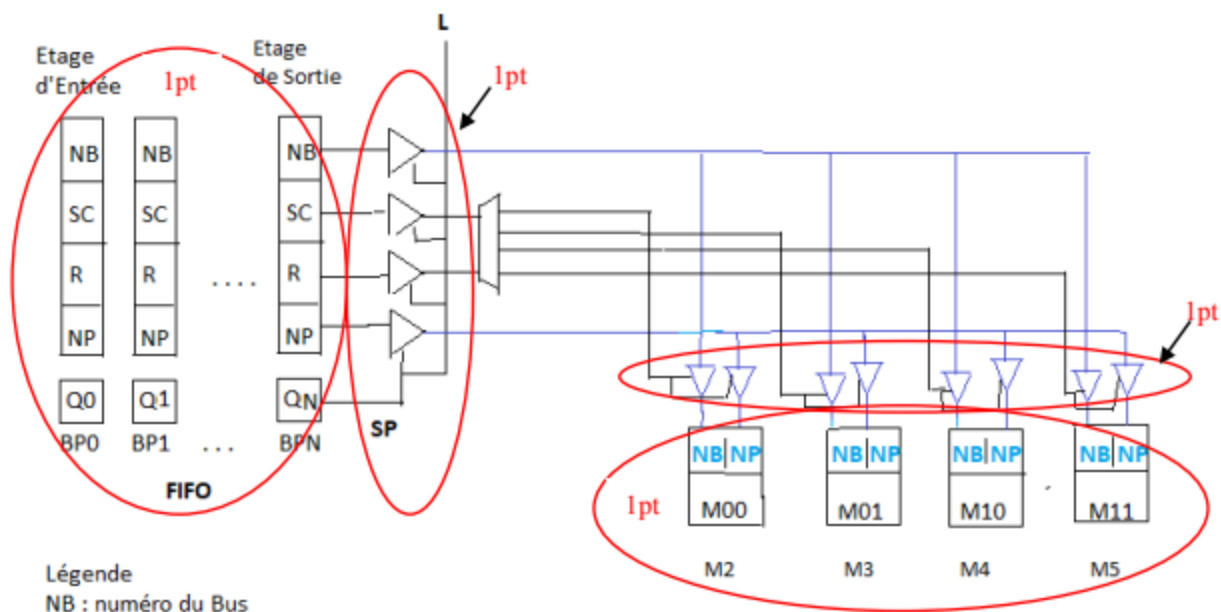 L
Etage
d'Entrée
1pt
Etage
de Sortie
1pt
NB NB NB
SC SC SC
R R . . . . R
NP NP NP
Q0 Q1 QN
BP0 BP1 . . . BPN
SP
FIFO
1pt
NB NP NB NP NB NP NB NP
1pt
M00 M01 M10 M11
M2 M3 M4 M5
Légende
NB : numéro du Bus